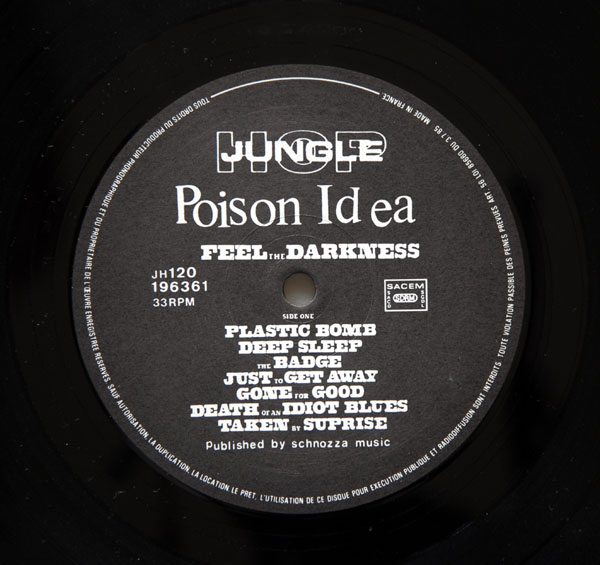 HOP
JUNGLE
Poison Idea
FEEL THE DARKNESS
JH120
196361
33RPM
SACEM
SACD
SDRM
SGDL
SIDE ONE
PLASTIC BOMB
DEEP SLEEP
THE BADGE
JUST TO GET AWAY
GONE FOR GOOD
DEATH OF AN IDIOT BLUES
TAKEN BY SUPRISE
Published by schnozza music
TOUS DROITS DU PRODUCTEUR PHONOGRAPHIQUE ET DU PROPRIETAIRE DE L'ŒUVRE ENREGISTREE RESERVES SAUF AUTORISATION, LA DUPLICATION, LA LOCATION LE PRET, L'UTILISATION DE CE DISQUE POUR EXECUTION PUBLIQUE ET RADIODIFFUSION SONT INTERDITS. TOUTE VIOLATION PASSIBLE DES PEINES PREVUES ART. 56 LOI 85660 DU 3.7.85 MADE IN FRANCE.